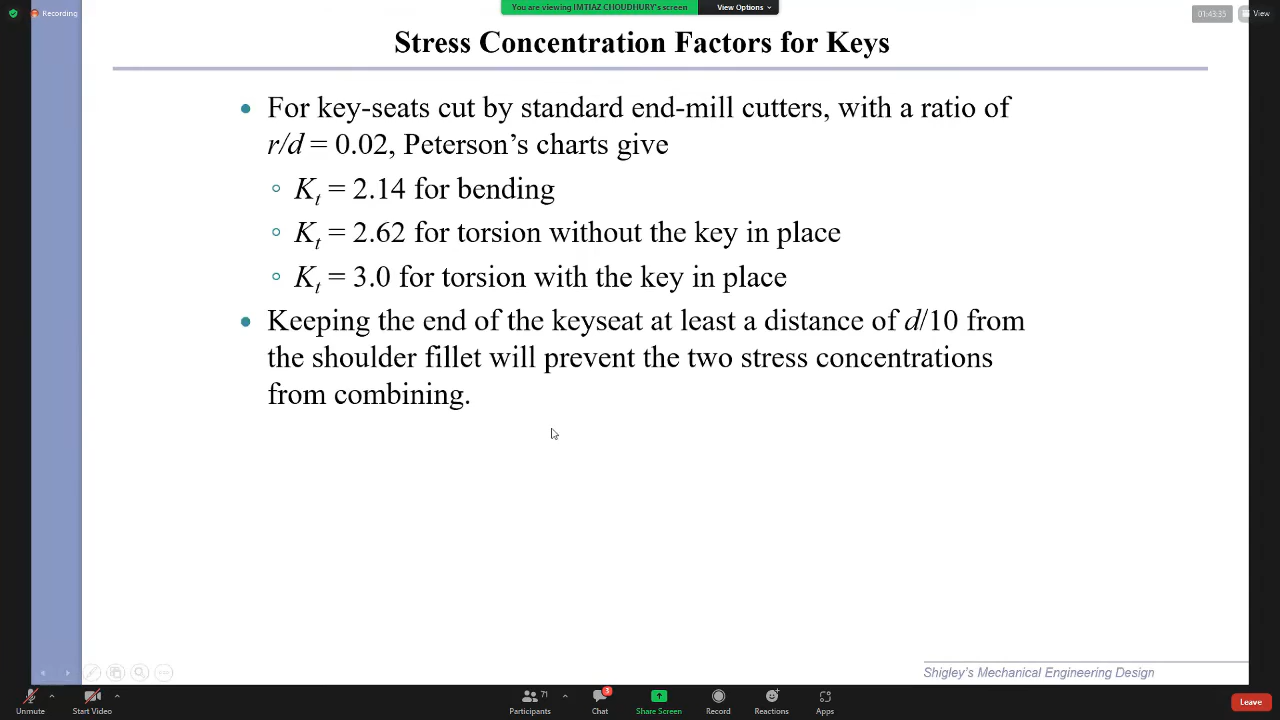 Recording
You are viewing IMTIAZ CHOUDHURY's screen
View Options
01:43:35
View
Stress Concentration Factors for Keys
For key-seats cut by standard end-mill cutters, with a ratio of
r/d = 0.02, Peterson's charts give
Kt = 2.14 for bending
Kt = 2.62 for torsion without the key in place
Kt = 3.0 for torsion with the key in place
Keeping the end of the keyseat at least a distance of d/10 from
the shoulder fillet will prevent the two stress concentrations
from combining.
Shigley's Mechanical Engineering Design
Unmute
Start Video
71
Participants
3
Chat
Share Screen
Record
Reactions
Apps
Leave